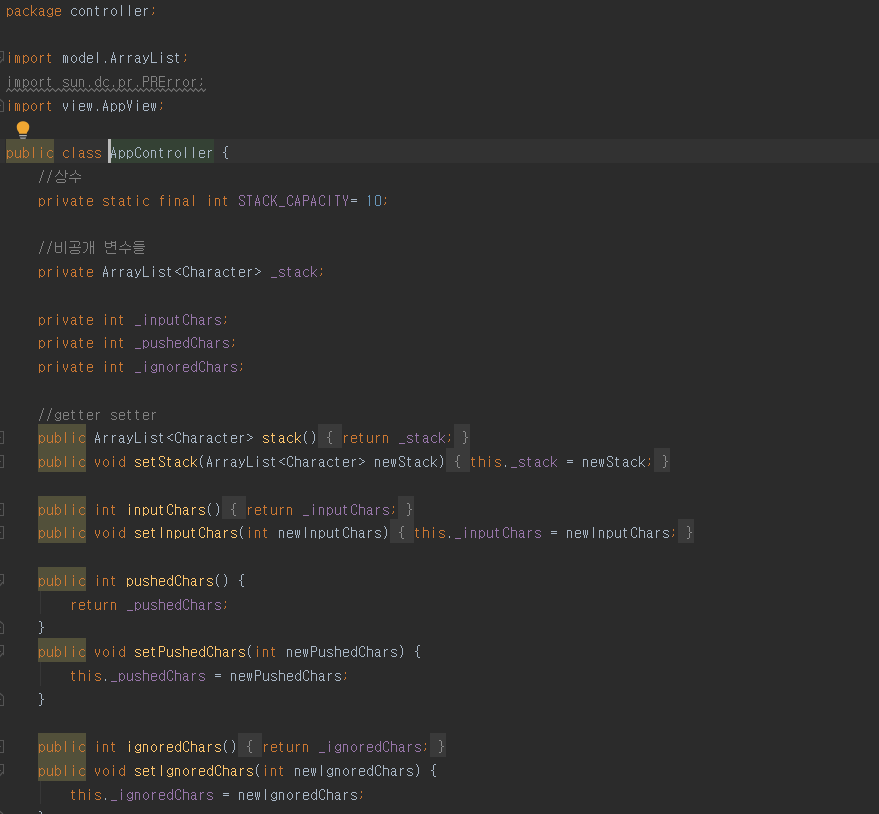 package controller;
import model.ArrayList;
import sun.dc.pr.PRError;
import view.AppView;
public class AppController {
//상수
private static final int STACK_CAPACITY= 10;
//비공개 변수들
private ArrayList<Character> _stack;
private int _inputChars;
private int _pushedChars;
private int _ignoredChars;
//getter setter
public ArrayList<Character> stack() { return _stack; }
public void setStack(ArrayList<Character> newStack) { this._stack = newStack; }
public int inputChars() { return _inputChars; }
public void setInputChars(int newInputChars) { this._inputChars = newInputChars; }
public int pushedChars() {
return _pushedChars;
}
public void setPushedChars(int newPushedChars) {
this._pushedChars = newPushedChars;
}
public int ignoredChars() { return _ignoredChars; }
public void setIgnoredChars(int newIgnoredChars) {
this._ignoredChars = newIgnoredChars;
}